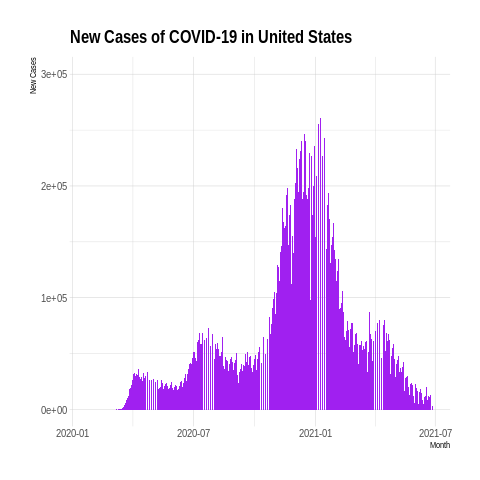 New Cases of COVID-19 in United States
New Cases
3e+05
2e+05
1e+05
0e+00
2020-01 2020-07 2021-01 2021-07
Month